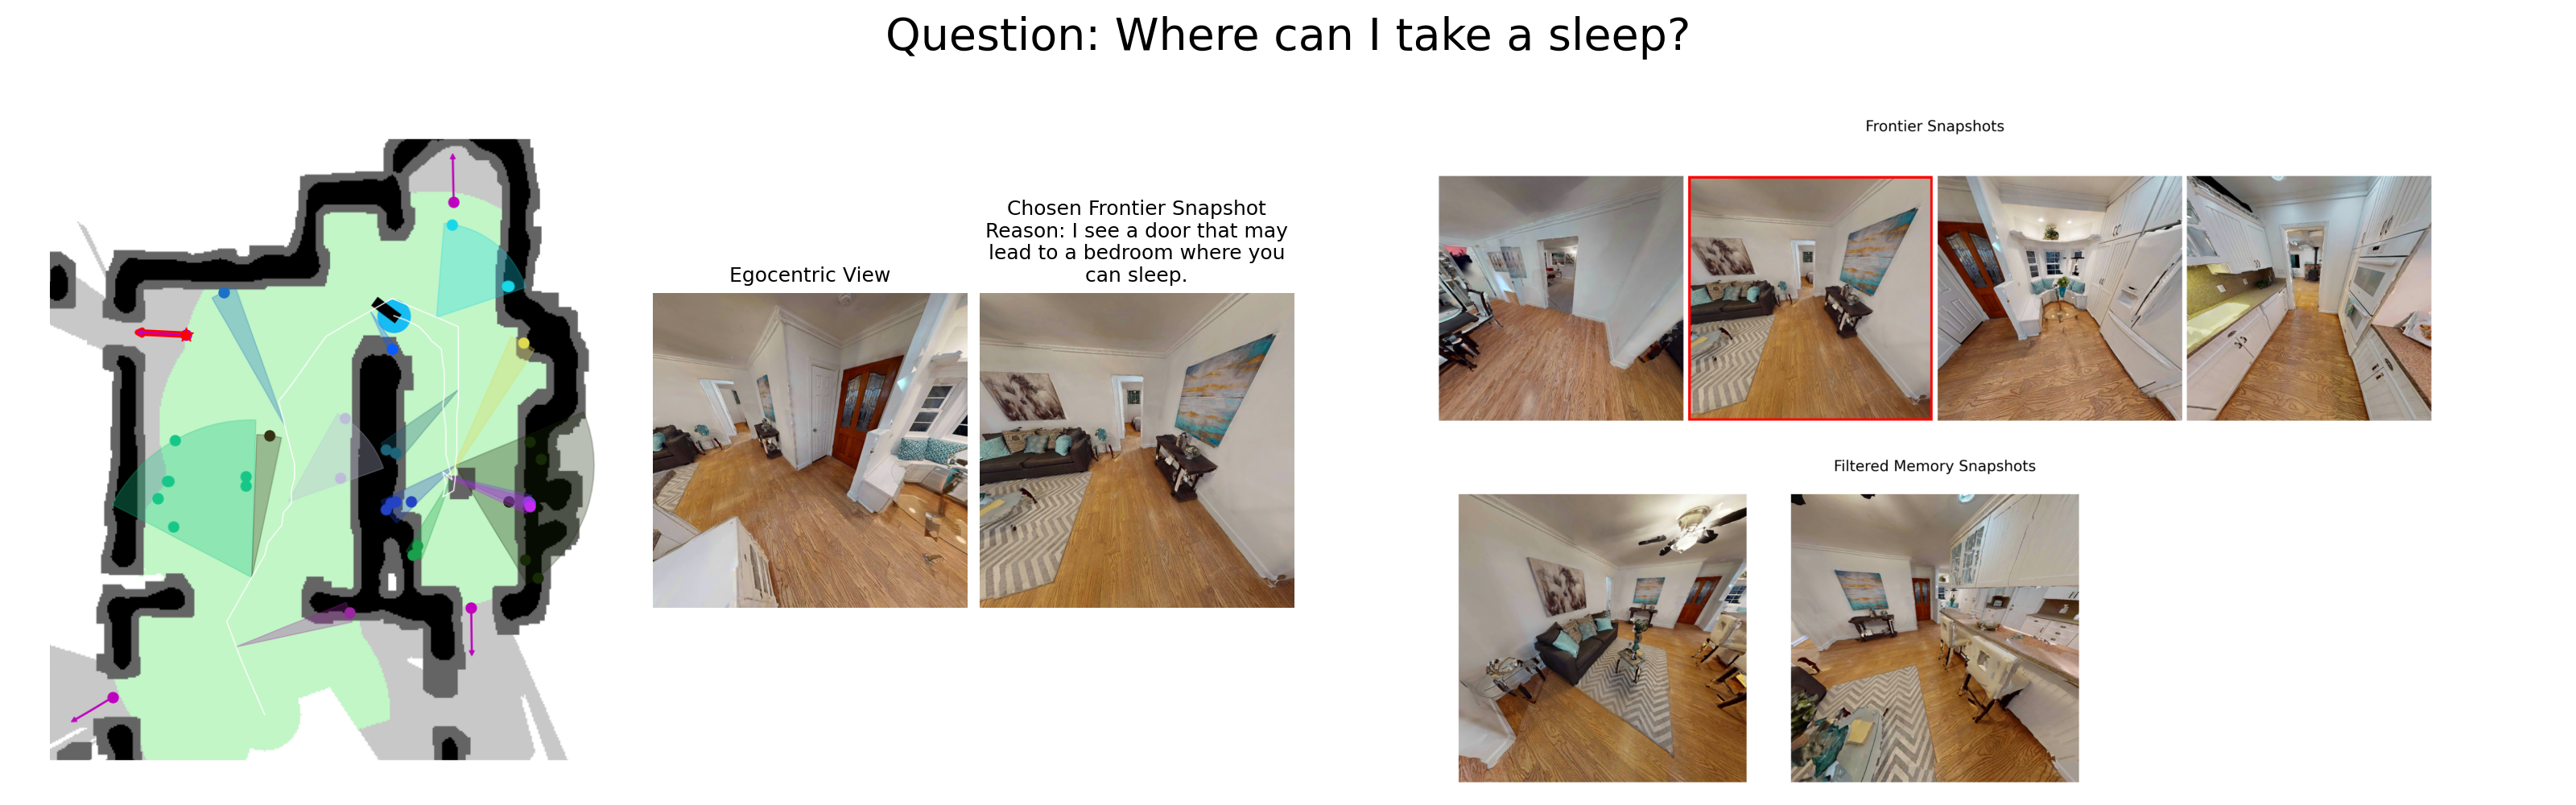 Question: Where can I take a sleep?
Frontier Snapshots
Chosen Frontier Snapshot
Reason: I see a door that may
lead to a bedroom where you
can sleep.
Egocentric View
Filtered Memory Snapshots